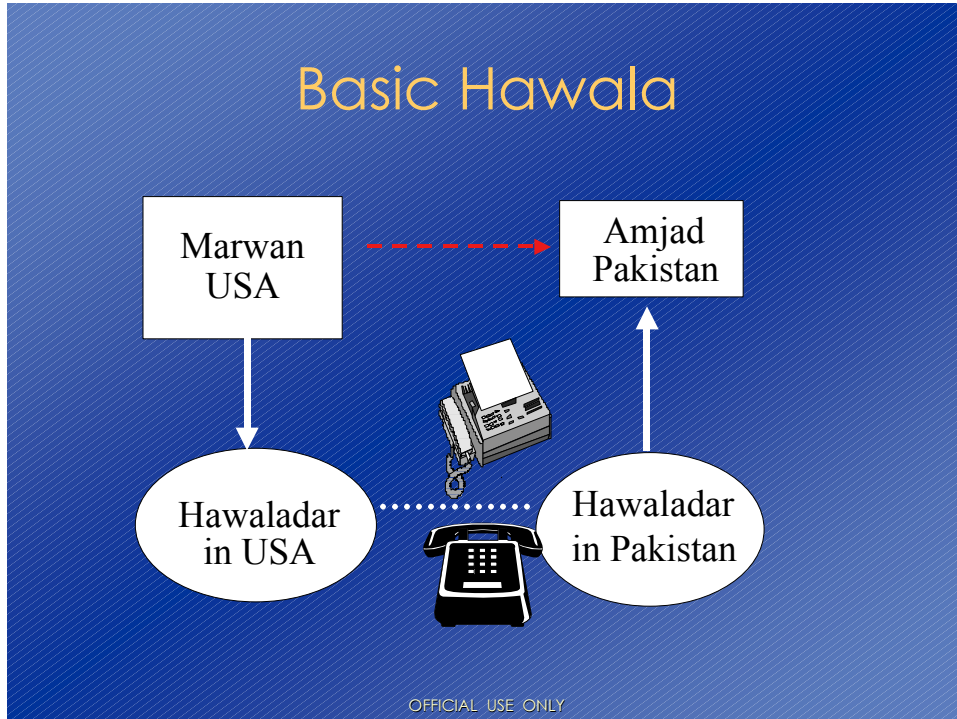 Basic Hawala
Marwan
USA
Amjad
Pakistan
Hawaladar
in USA
Hawaladar
in Pakistan
OFFICIAL USE ONLY